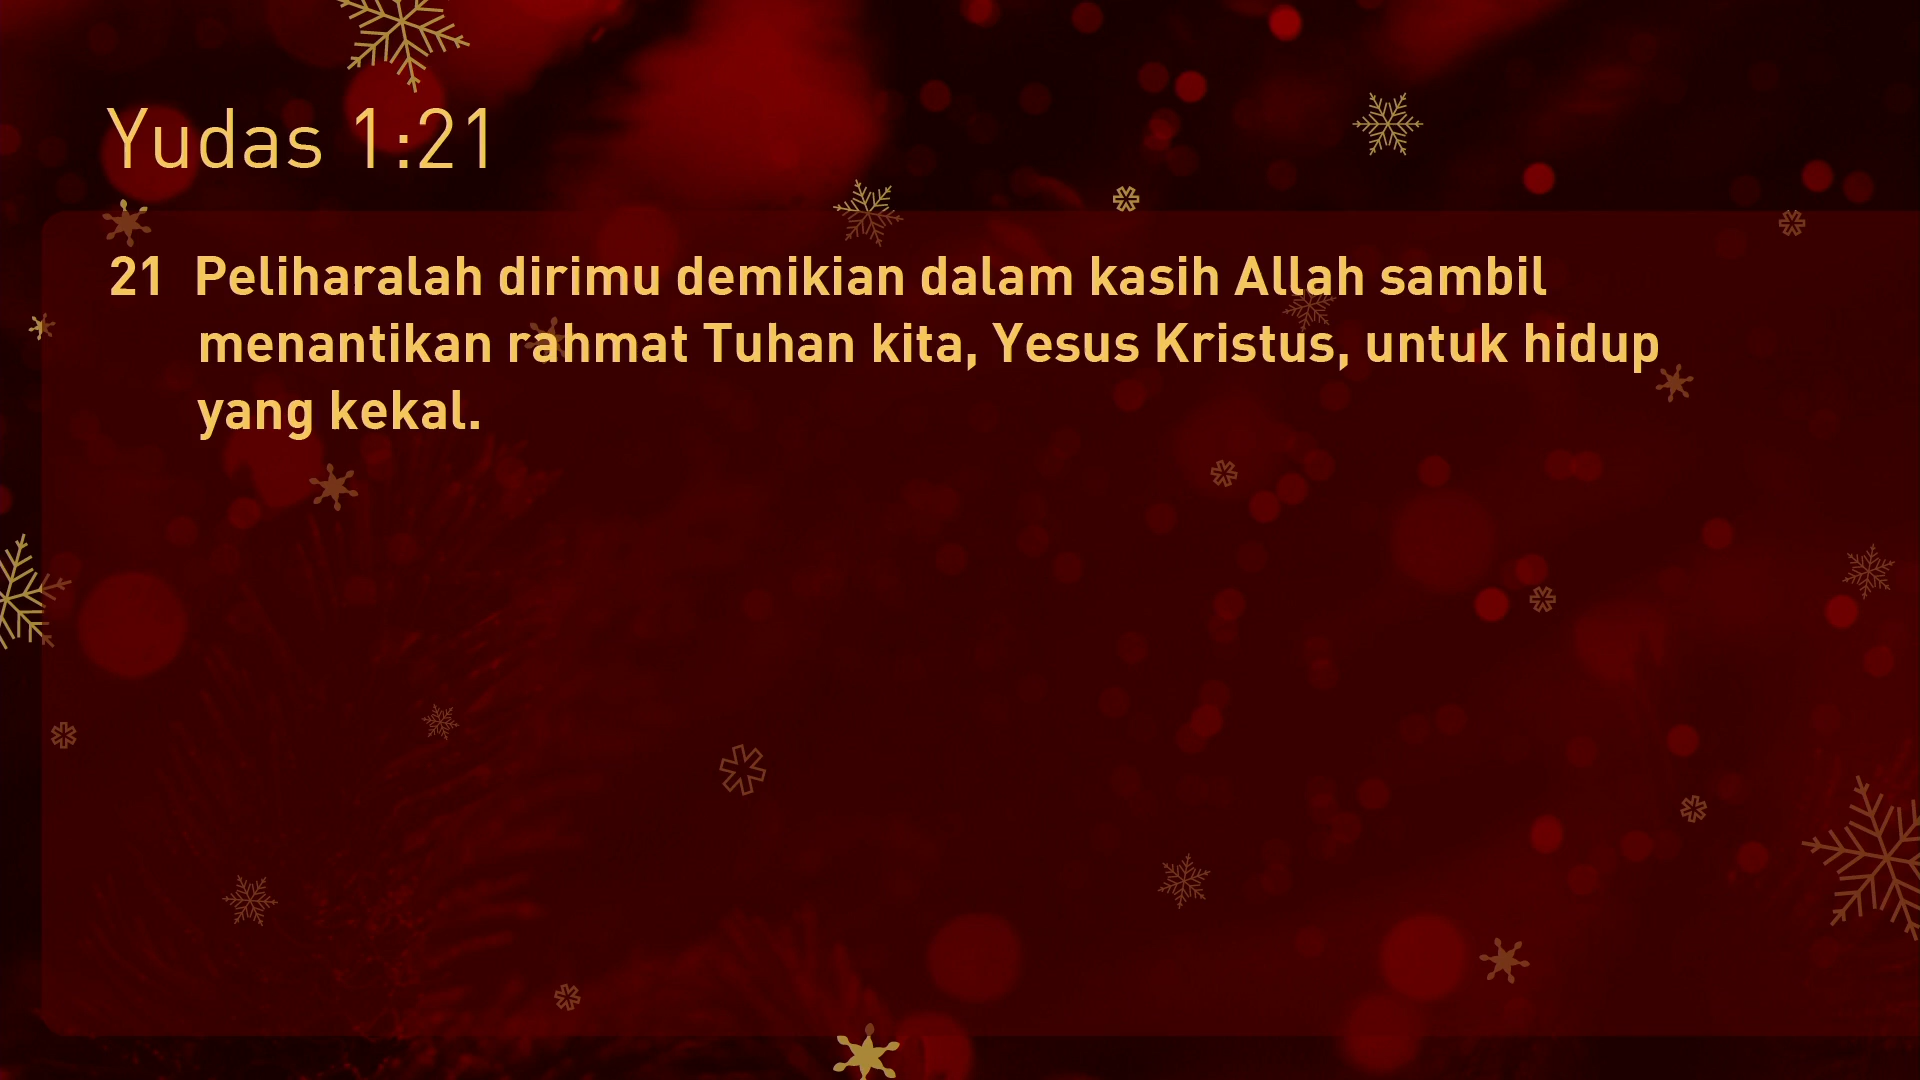 Yudas 1:21
21 Peliharalah dirimu demikian dalam kasih Allah sambil
menantikan rahmat Tuhan kita, Yesus Kristus, untuk hidup
yang kekal.